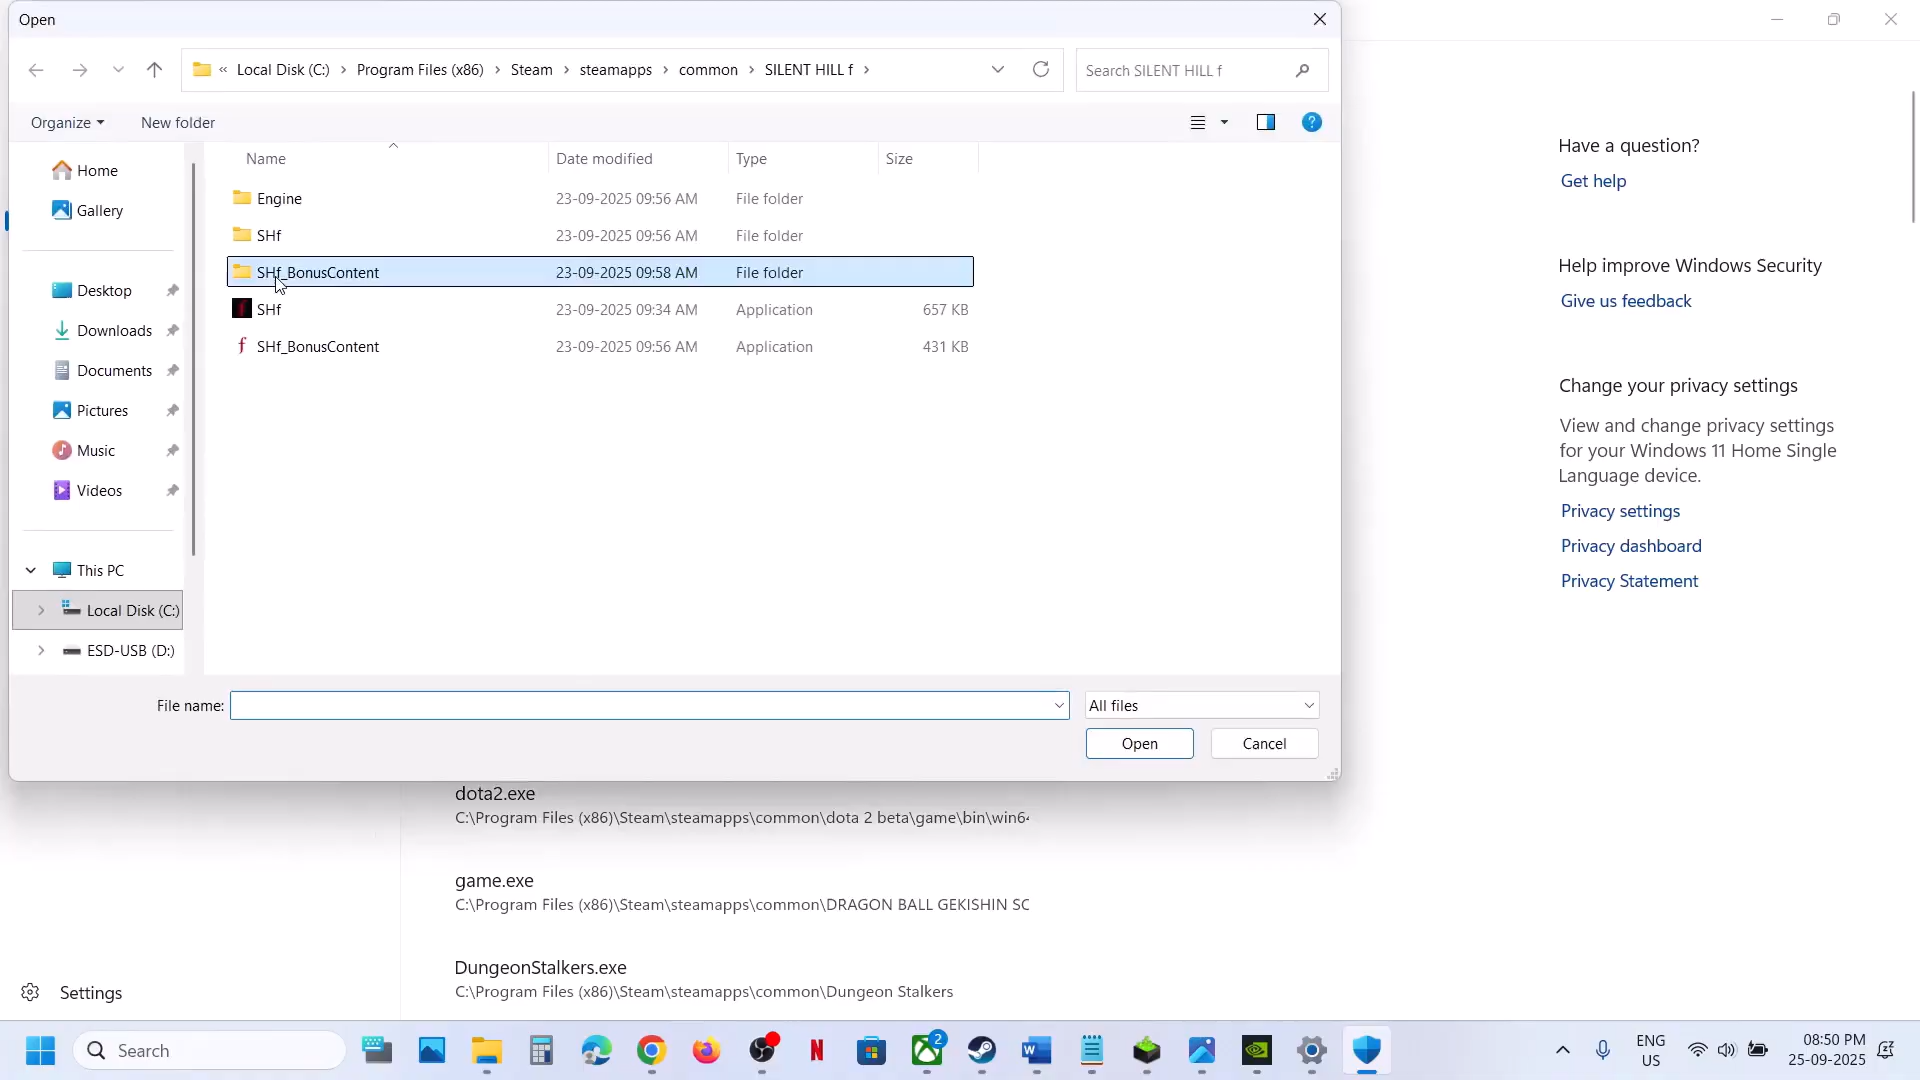 Open
« Local Disk (C:) › Program Files (x86) › Steam › steamapps › common › SILENT HILL f ›
Search SILENT HILL f
Organize
New folder
Home
Gallery
Desktop
Downloads
Documents
Pictures
Music
Videos
This PC
Local Disk (C:)
ESD-USB (D:)
Name Date modified Type Size
Engine 23-09-2025 09:56 AM File folder
SHf 23-09-2025 09:56 AM File folder
SHf_BonusContent 23-09-2025 09:58 AM File folder
SHf 23-09-2025 09:34 AM Application 657 KB
SHf_BonusContent 23-09-2025 09:56 AM Application 431 KB
File name:
All files
Open
Cancel
Have a question?
Get help
Help improve Windows Security
Give us feedback
Change your privacy settings
View and change privacy settings
for your Windows 11 Home Single
Language device.
Privacy settings
Privacy dashboard
Privacy Statement
dota2.exe
C:\Program Files (x86)\Steam\steamapps\common\dota 2 beta\game\bin\win64
game.exe
C:\Program Files (x86)\Steam\steamapps\common\DRAGON BALL GEKISHIN SC
DungeonStalkers.exe
C:\Program Files (x86)\Steam\steamapps\common\Dungeon Stalkers
Settings
Search
2
ENG
US
08:50 PM
25-09-2025